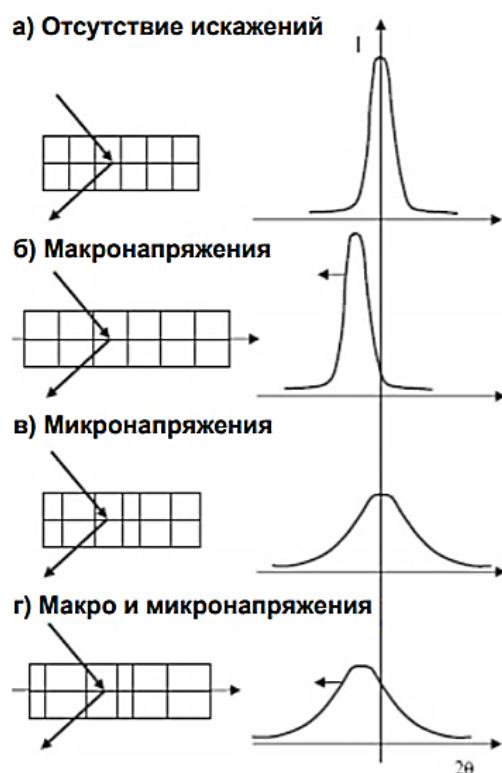 а) Отсутствие искажений
I
б) Макронапряжения
в) Микронапряжения
г) Макро и микронапряжения
2θ